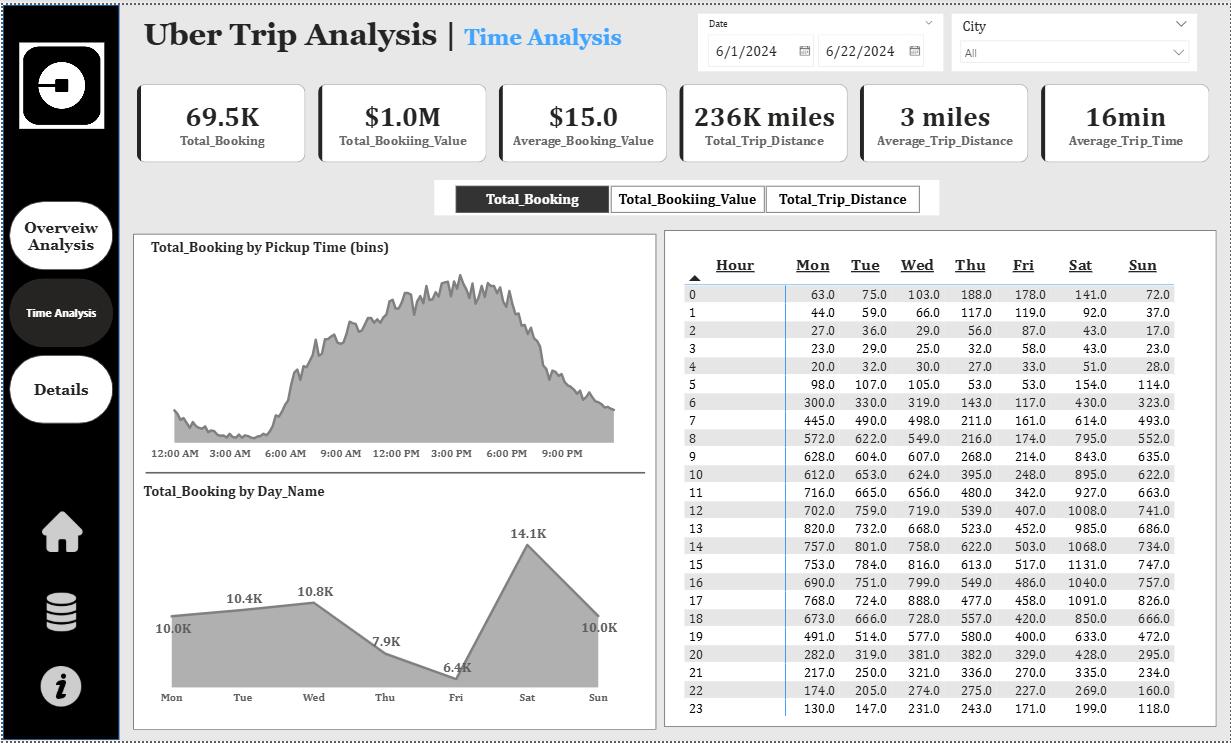 Uber Trip Analysis | Time Analysis
Date
6/1/2024 6/22/2024
City
All
69.5K
Total_Booking
$1.0M
Total_Bookiing_Value
$15.0
Average_Booking_Value
236K miles
Total_Trip_Distance
3 miles
Average_Trip_Distance
16min
Average_Trip_Time
Total_Booking Total_Bookiing_Value Total_Trip_Distance
Overveiw
Analysis
Time Analysis
Details
Total_Booking by Pickup Time (bins)
12:00 AM 3:00 AM 6:00 AM 9:00 AM 12:00 PM 3:00 PM 6:00 PM 9:00 PM
Total_Booking by Day_Name
10.0K 10.4K 10.8K 7.9K 6.4K 14.1K 10.0K
Mon Tue Wed Thu Fri Sat Sun
Hour Mon Tue Wed Thu Fri Sat Sun
0 63.0 75.0 103.0 188.0 178.0 141.0 72.0
1 44.0 59.0 66.0 117.0 119.0 92.0 37.0
2 27.0 36.0 29.0 56.0 87.0 43.0 17.0
3 23.0 29.0 25.0 32.0 58.0 43.0 23.0
4 20.0 32.0 30.0 27.0 33.0 51.0 28.0
5 98.0 107.0 105.0 53.0 53.0 154.0 114.0
6 300.0 330.0 319.0 143.0 117.0 430.0 323.0
7 445.0 490.0 498.0 211.0 161.0 614.0 493.0
8 572.0 622.0 549.0 216.0 174.0 795.0 552.0
9 628.0 604.0 607.0 268.0 214.0 843.0 635.0
10 612.0 653.0 624.0 395.0 248.0 895.0 622.0
11 716.0 665.0 656.0 480.0 342.0 927.0 663.0
12 702.0 759.0 719.0 539.0 407.0 1008.0 741.0
13 820.0 732.0 668.0 523.0 452.0 985.0 686.0
14 757.0 801.0 758.0 622.0 503.0 1068.0 734.0
15 753.0 784.0 816.0 613.0 517.0 1131.0 747.0
16 690.0 751.0 799.0 549.0 486.0 1040.0 757.0
17 768.0 724.0 888.0 477.0 458.0 1091.0 826.0
18 673.0 666.0 728.0 557.0 420.0 850.0 666.0
19 491.0 514.0 577.0 580.0 400.0 633.0 472.0
20 282.0 319.0 381.0 382.0 329.0 428.0 295.0
21 217.0 250.0 321.0 336.0 270.0 335.0 234.0
22 174.0 205.0 274.0 275.0 227.0 269.0 160.0
23 130.0 147.0 231.0 243.0 171.0 199.0 118.0